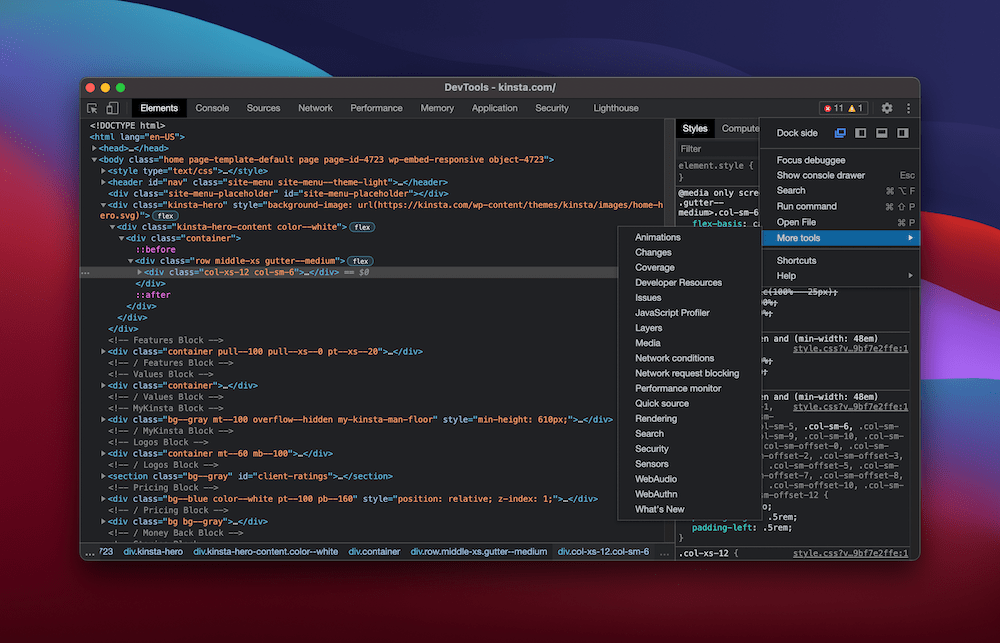 DevTools - kinsta.com/
Elements Console Sources Network Performance Memory Application Security Lighthouse 11 1
<!DOCTYPE html>
<html lang="en-US">
<head>…</head>
<body class="home page-template-default page page-id-4723 wp-embed-responsive object-4723">
<style type="text/css">…</style>
<header id="nav" class="site-menu site-menu--theme-light">…</header>
<div class="site-menu-placeholder" id="site-menu-placeholder"></div>
<div class="kinsta-hero" style="background-image: url(https://kinsta.com/wp-content/themes/kinsta/images/home-h
ero.svg)"> flex
<div class="kinsta-hero-content color--white"> flex
<div class="container">
::before
<div class="row middle-xs gutter--medium"> flex
… <div class="col-xs-12 col-sm-6">…</div> == $0
</div>
::after
</div>
</div>
</div>
<!-- Features Block -->
<div class="container pull--100 pull--xs--0 pt--xs--20">…</div>
<!-- / Features Block -->
<!-- Values Block -->
<div class="container">…</div>
<!-- / Values Block -->
<!-- MyKinsta Block -->
<div class="bg--gray mt--100 overflow--hidden my-kinsta-man-floor" style="min-height: 610px;">…</div>
<!-- / MyKinsta Block -->
<!-- Logos Block -->
<div class="container mt--60 mb--100">…</div>
<!-- / Logos Block -->
<section class="bg--gray" id="client-ratings">…</section>
<!-- Pricing Block -->
<div class="bg--blue color--white pt--100 pb--160" style="position: relative; z-index: 1;">…</div>
<!-- / Pricing Block -->
<div class="bg bg--gray">…</div>
<!-- / Money Back Block -->
… 723 div.kinsta-hero div.kinsta-hero-content.color--white div.container div.row.middle-xs.gutter--medium div.col-xs-12.col-sm-6 …
Styles Compute
Filter
element.style {
}
@media only scre
.gutter--
medium>.col-sm-6
flex-basis: ca
Dock side
Focus debuggee
Show console drawer Esc
Search ⌘ ⌥ F
Run command ⌘ ⇧ P
Open File ⌘ P
More tools
Shortcuts
Help
Animations
Changes
Coverage
Developer Resources
Issues
JavaScript Profiler
Layers
Media
Network conditions
Network request blocking
Performance monitor
Quick source
Rendering
Search
Security
Sensors
WebAudio
WebAuthn
What's New
c(100% - 25px);
%;
en and (min-width: 48em)
style.css?v…9bf7e2ffe:1
%;
en and (min-width: 48em)
-1, style.css?v…9bf7e2ffe:1
ol-sm-5, .col-sm-6, .col-sm
-sm-9, .col-sm-10, .col-sm
ol-sm-offset-0, .col-sm
-offset-2, .col-sm-offset-3,
.col-sm-offset-5, .col-sm
-sm-offset-7, .col-sm
-offset-9, .col-sm-offset-10, .col-sm
-sm-offset-12 {
o;
.5rem;
padding-left: .5rem;
}
.col-xs-12 { style.css?v…9bf7e2ffe:1